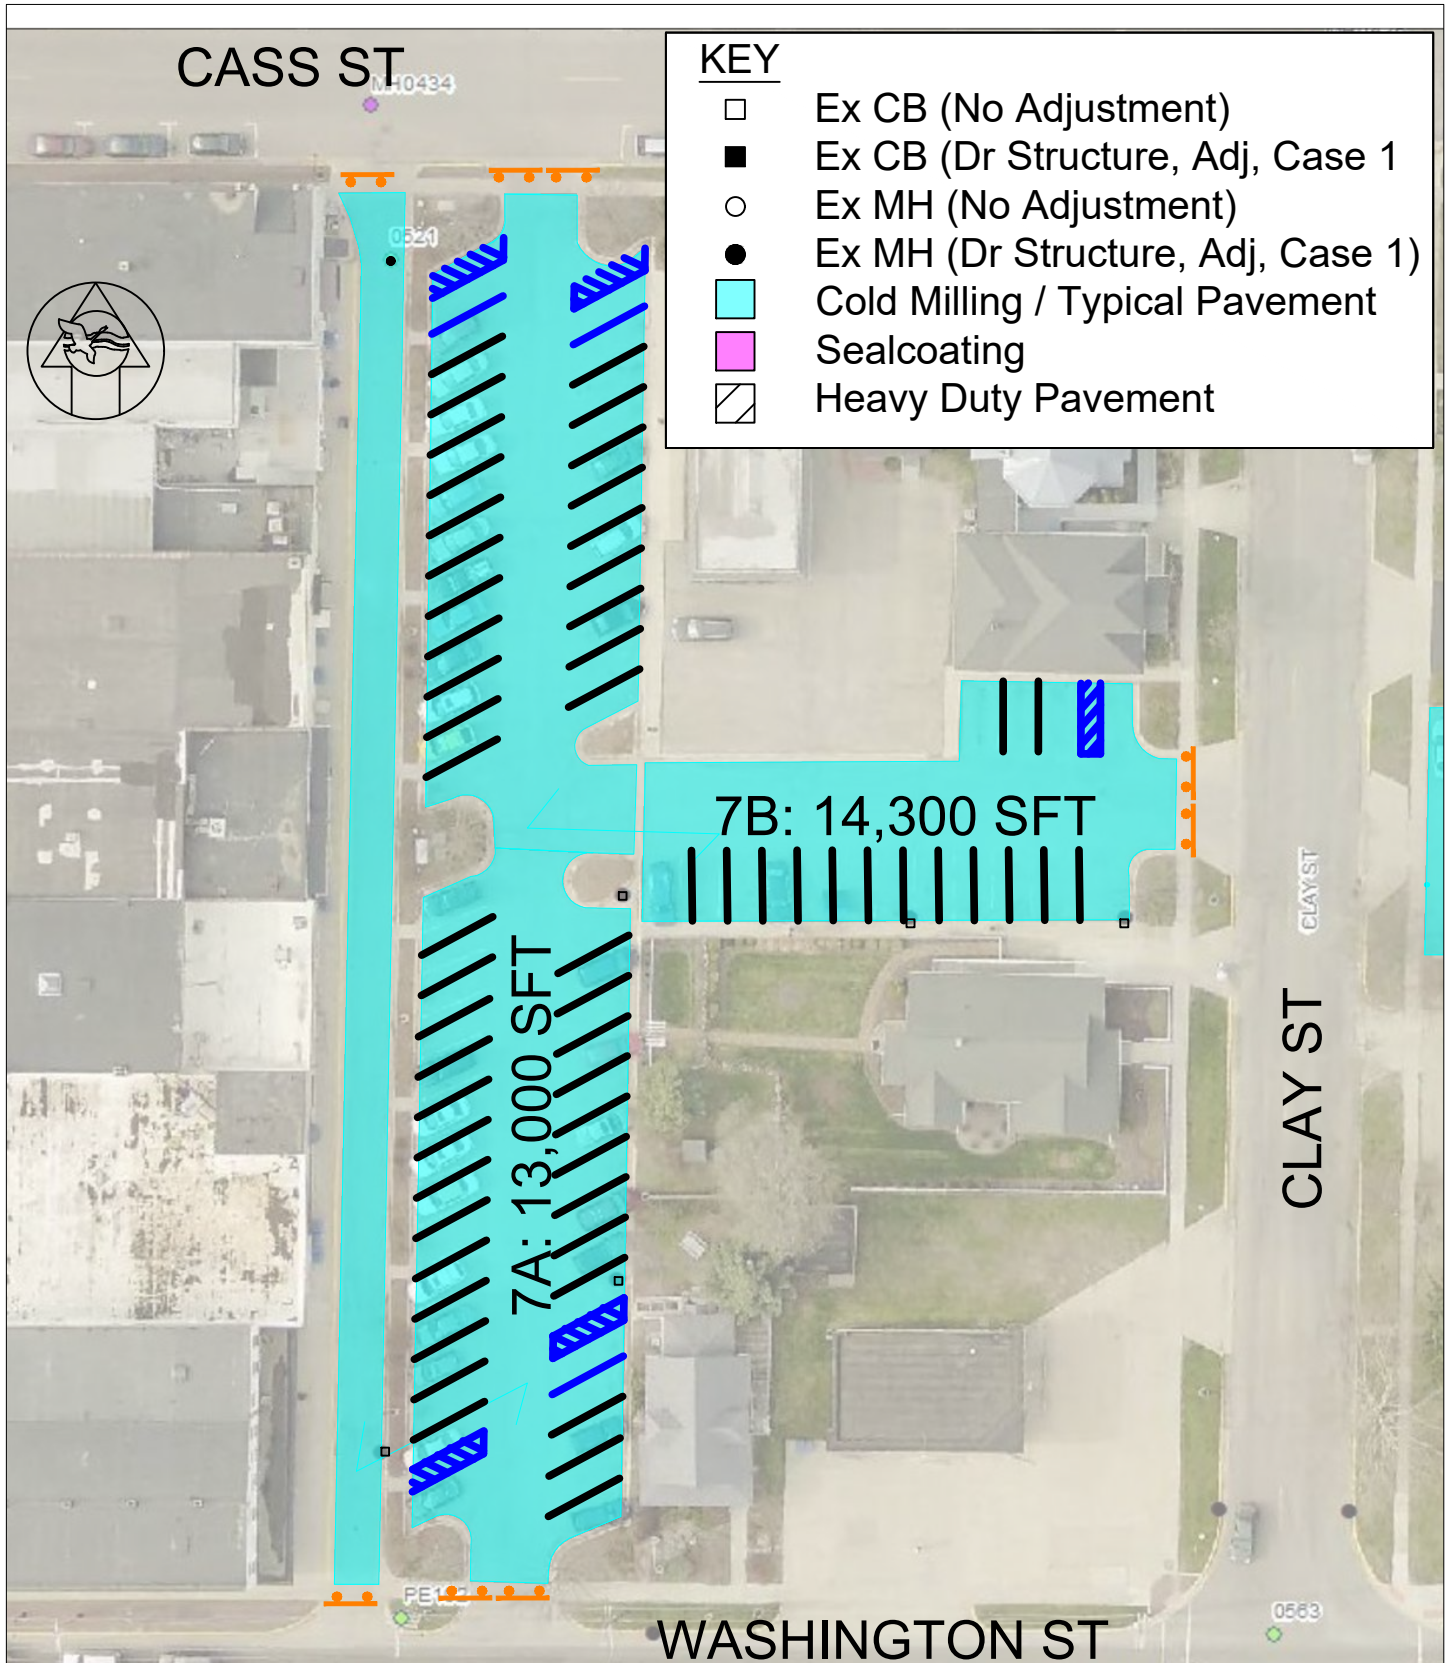 CASS ST
MH0434
KEY
Ex CB (No Adjustment)
Ex CB (Dr Structure, Adj, Case 1
Ex MH (No Adjustment)
Ex MH (Dr Structure, Adj, Case 1)
Cold Milling / Typical Pavement
Sealcoating
Heavy Duty Pavement
0521
7B: 14,300 SFT
7A: 13,000 SFT
CLAY ST
CLAY ST
0563
WASHINGTON ST